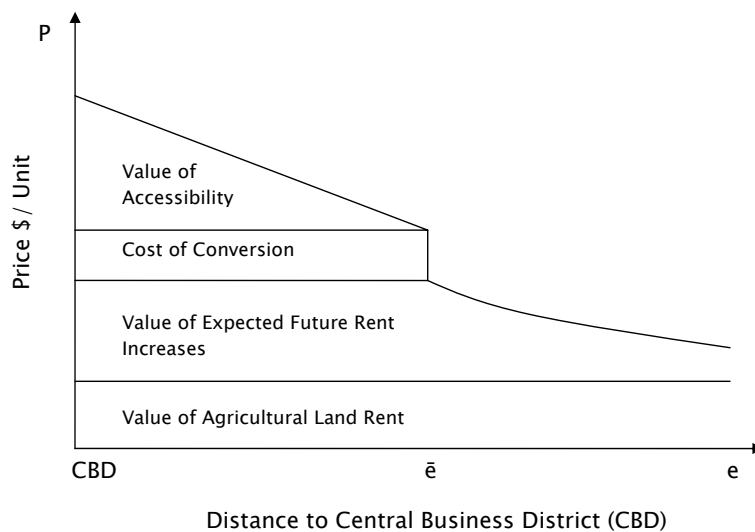 P
Price $ / Unit
Value of
Accessibility
Cost of Conversion
Value of Expected Future Rent
Increases
Value of Agricultural Land Rent
CBD
ē
e
Distance to Central Business District (CBD)